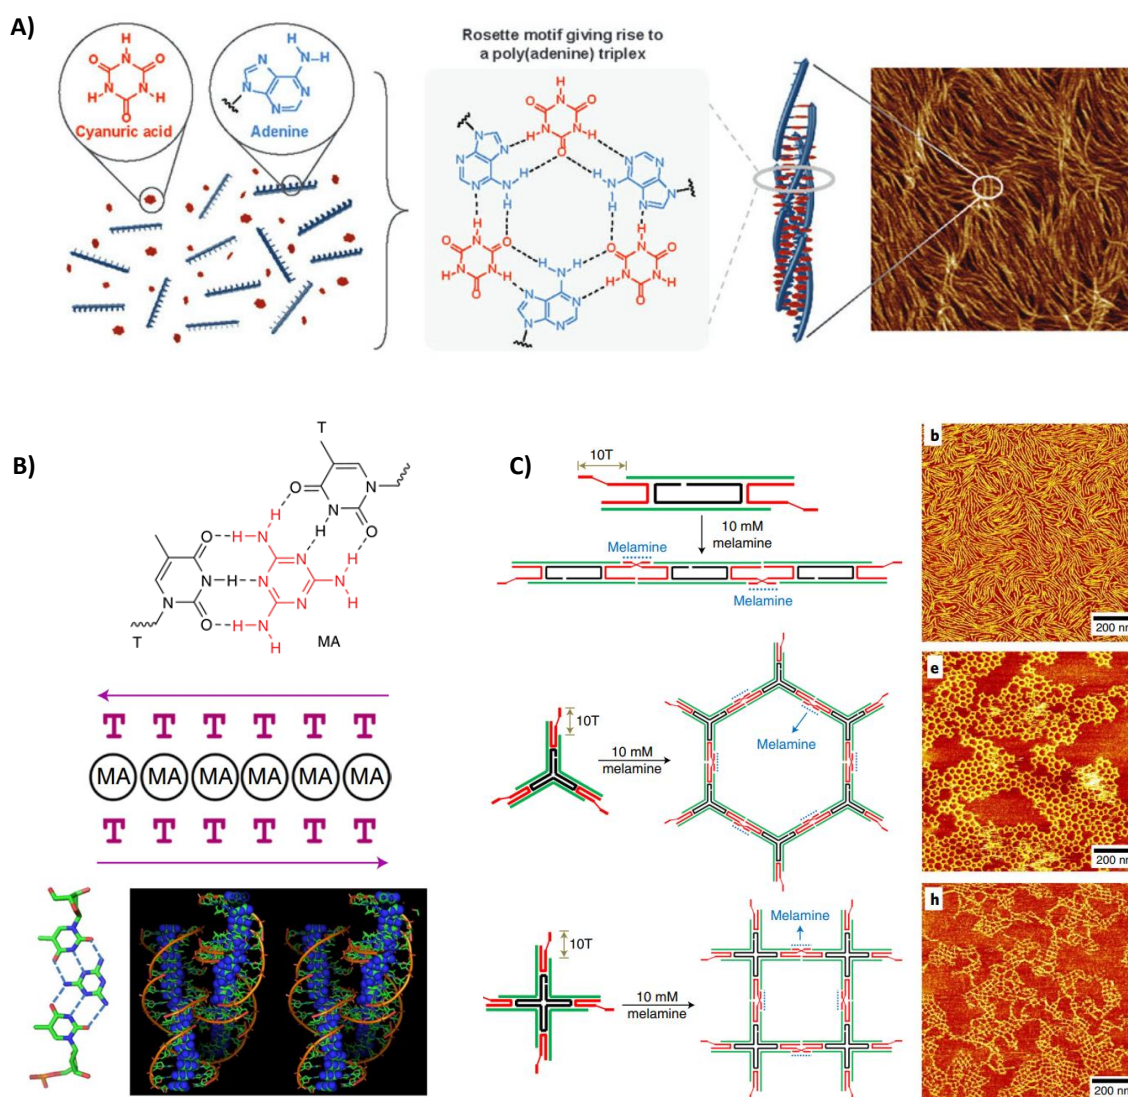 A)
H
N
O
O
N
N
H
H
O
Cyanuric acid
H
N
H
N
N
N
N
Adenine
Rosette motif giving rise to
a poly(adenine) triplex
H
O
N
O
N
N
H
H
O
N
N
N
N
N
H
H
N
N
N
N
N
H
H
H
O
N
O
N
N
H
H
O
H
O
N
O
N
N
H
H
O
H
H
N
N
N
N
N
B)
T
O
N
H
N
O
H
H
N
O
H
N
N
H
N
N
H
N
H
N
O
H
N
H
T
MA
T T T T T T
MA MA MA MA MA MA
T T T T T T
C)
10T
10 mM
melamine
Melamine
Melamine
10T
10 mM
melamine
Melamine
10T
10 mM
melamine
Melamine
b
200 nm
e
200 nm
h
200 nm